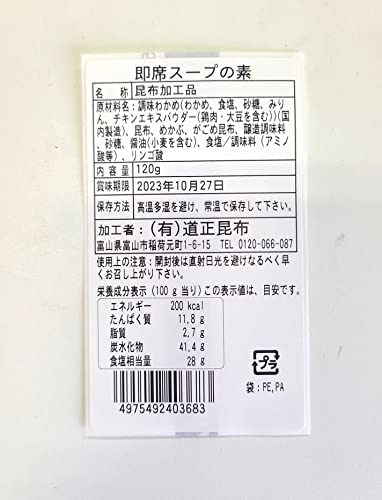 即席スープの素
名　称　昆布加工品
原材料名：調味わかめ(わかめ、食塩、砂糖、みり
ん、チキンエキスパウダー(鶏肉・大豆を含む))(国
内製造)、昆布、めかぶ、がごめ昆布、醸造調味料
、砂糖、醤油(小麦を含む)、食塩／調味料（アミノ
酸等）、リンゴ酸
内 容 量　120g
賞味期限　2023年10月27日
保存方法　高温多湿を避け、常温で保存して下さい。
加工者：(有)道正昆布
富山県富山市稲荷元町1-6-15　TEL 0120-066-087
使用上の注意：開封後は直射日光を避けなるべく早
くお召し上がり下さい。
栄養成分表示（100ｇ当り）この表示値は、目安です。
エネルギー　200 kcal
たんぱく質　11.8 g
脂質　2.7 g
炭水化物　41.4 g
食塩相当量　28 g
プラ
袋：PE,PA
4975492403683